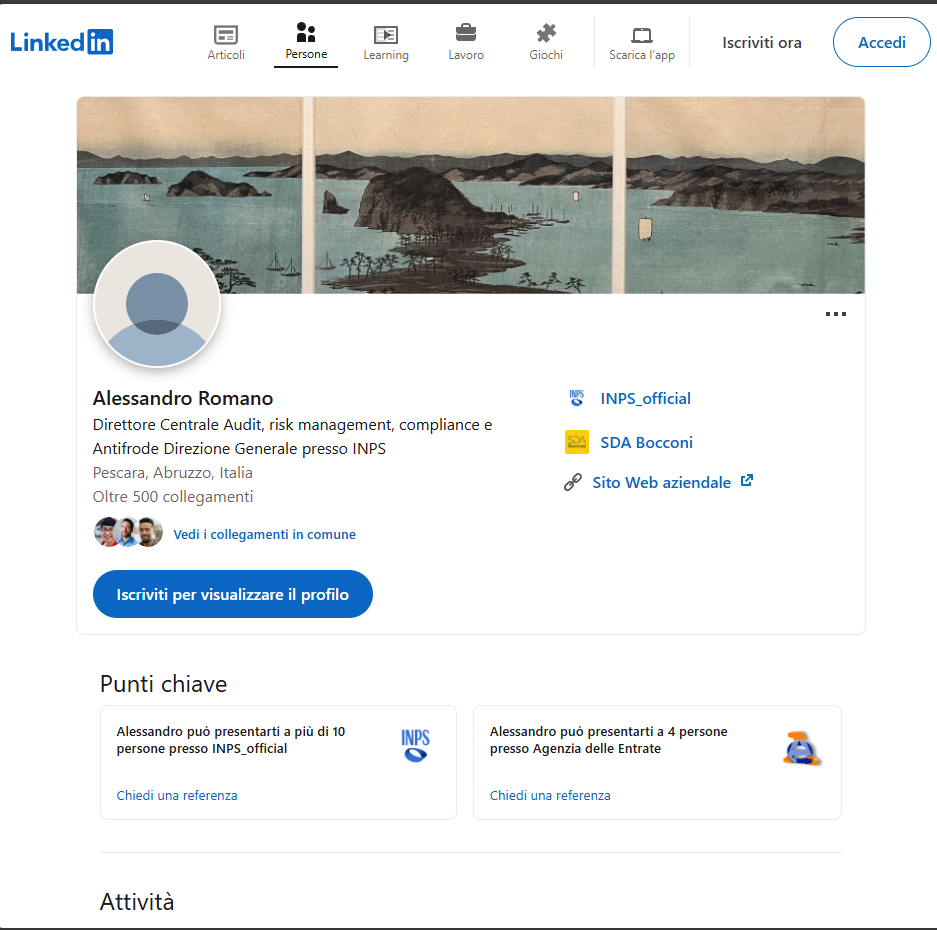 LinkedIn
Articoli
Persone
Learning
Lavoro
Giochi
Scarica l'app
Iscriviti ora
Accedi
Alessandro Romano
Direttore Centrale Audit, risk management, compliance e
Antifrode Direzione Generale presso INPS
Pescara, Abruzzo, Italia
Oltre 500 collegamenti
Vedi i collegamenti in comune
Iscriviti per visualizzare il profilo
INPS
INPS_official
SDA
Bocconi
SDA Bocconi
Sito Web aziendale
Punti chiave
Alessandro può presentarti a più di 10
persone presso INPS_official
INPS
Chiedi una referenza
Alessandro può presentarti a 4 persone
presso Agenzia delle Entrate
Chiedi una referenza
Attività